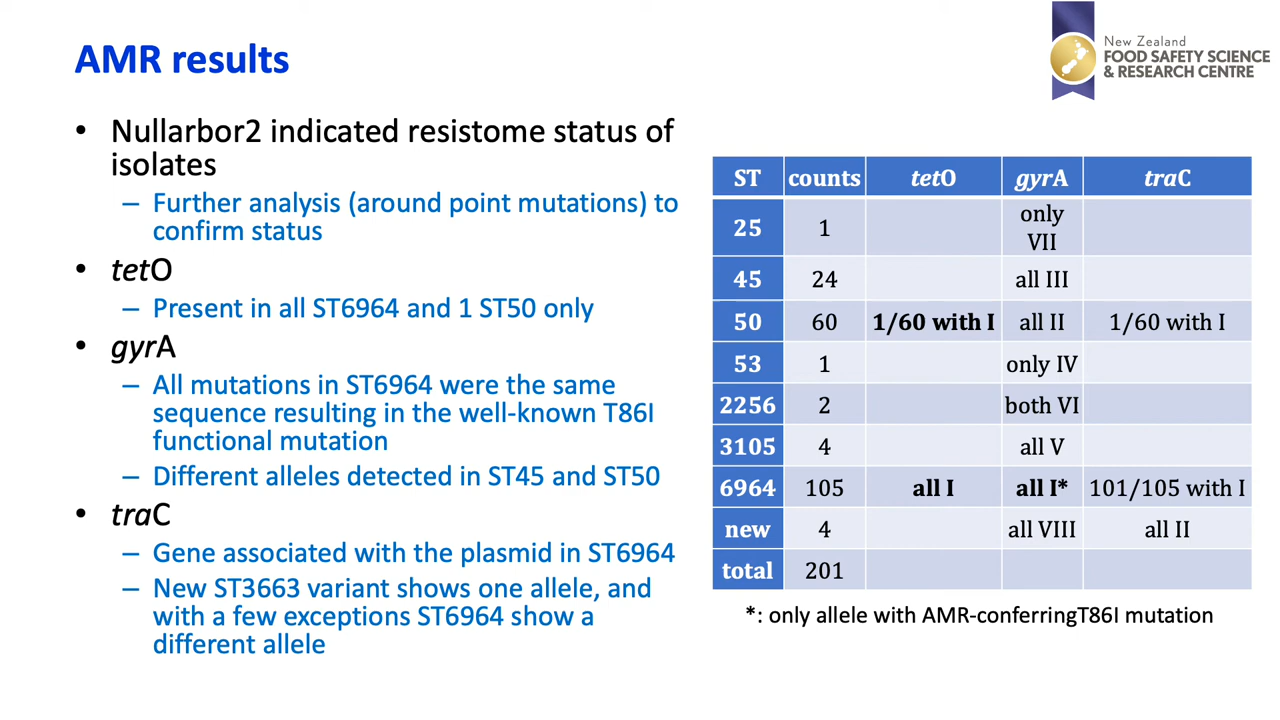 AMR results
New Zealand
FOOD SAFETY SCIENCE
& RESEARCH CENTRE
• Nullarbor2 indicated resistome status of
isolates
– Further analysis (around point mutations) to
confirm status
• tetO
– Present in all ST6964 and 1 ST50 only
• gyrA
– All mutations in ST6964 were the same
sequence resulting in the well-known T86I
functional mutation
– Different alleles detected in ST45 and ST50
• traC
– Gene associated with the plasmid in ST6964
– New ST3663 variant shows one allele, and
with a few exceptions ST6964 show a
different allele
ST counts tetO gyrA traC
25 1 only
VII
45 24 all III
50 60 1/60 with I all II 1/60 with I
53 1 only IV
2256 2 both VI
3105 4 all V
6964 105 all I all I* 101/105 with I
new 4 all VIII all II
total 201
*: only allele with AMR-conferringT86I mutation